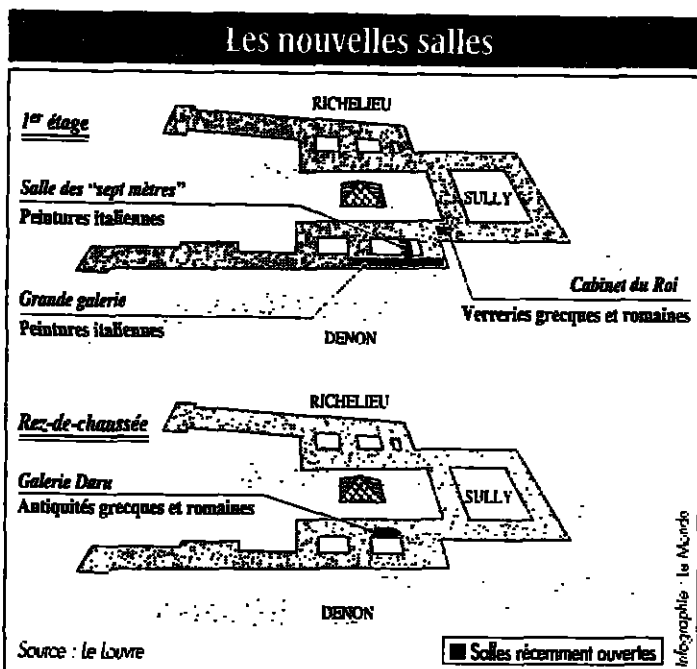 Les nouvelles salles
RICHELIEU
1er étage
Salle des "sept mètres"
Peintures italiennes
SULLY
Cabinet du Roi
Verreries grecques et romaines
Grande galerie
Peintures italiennes
DENON
RICHELIEU
Rez-de-chaussée
Galerie Daru
Antiquités grecques et romaines
SULLY
DENON
Source : Le Louvre
Salles récemment ouvertes
Infographie : Le Monde